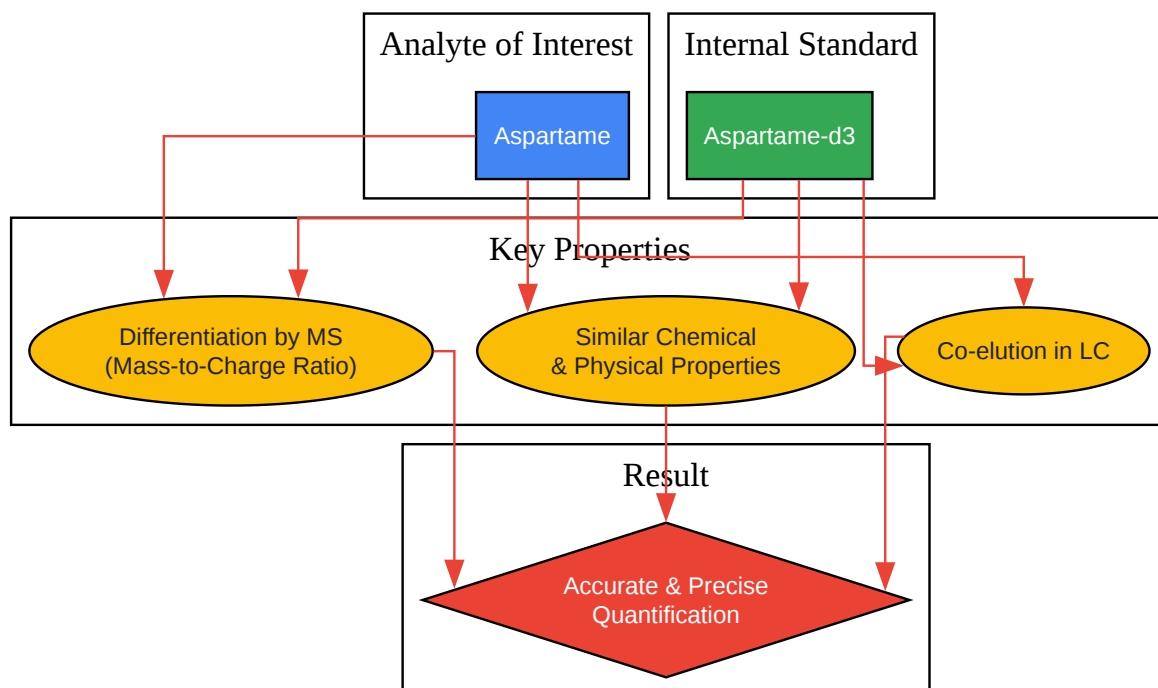 Analyte of Interest
Internal Standard
Aspartame
Aspartame-d3
Key Properties
Differentiation by MS
(Mass-to-Charge Ratio)
Similar Chemical
& Physical Properties
Co-elution in LC
Result
Accurate & Precise
Quantification